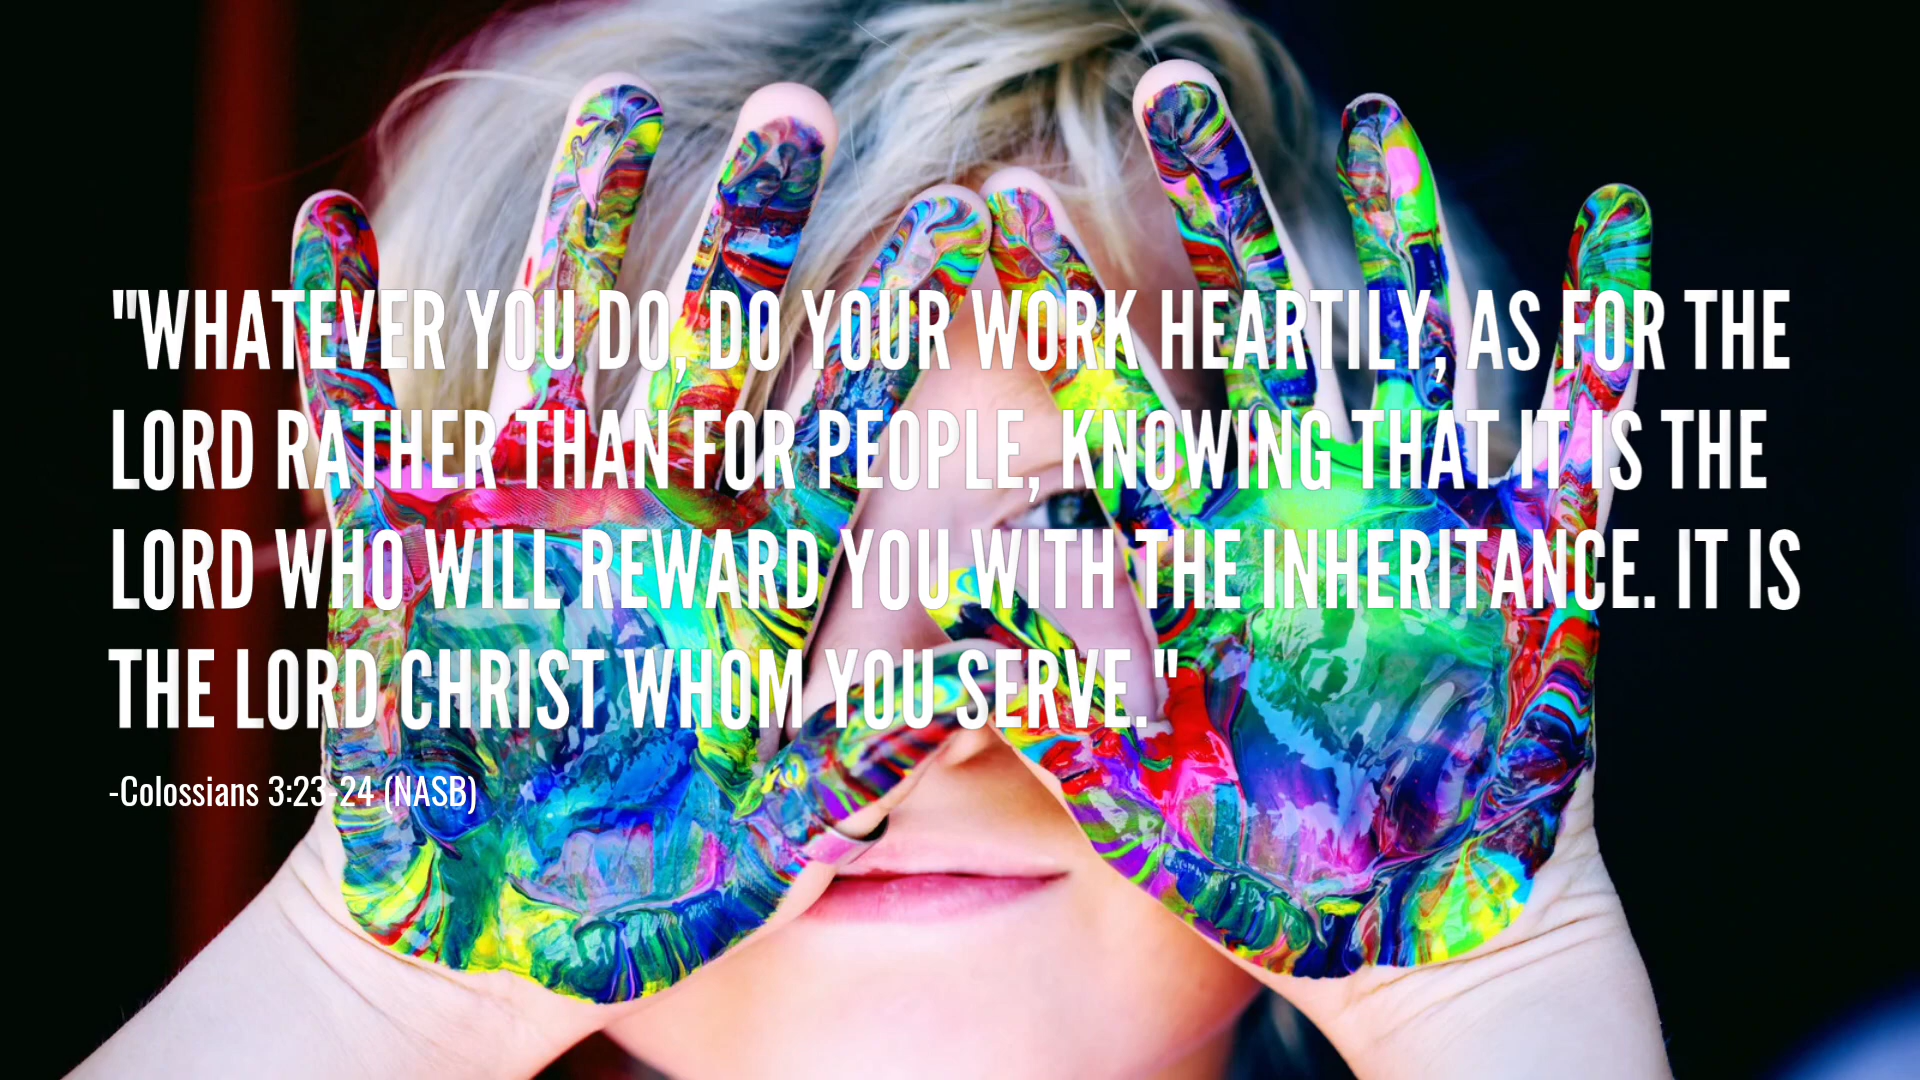 "WHATEVER YOU DO, DO YOUR WORK HEARTILY, AS FOR THE
LORD RATHER THAN FOR PEOPLE, KNOWING THAT IT IS THE
LORD WHO WILL REWARD YOU WITH THE INHERITANCE. IT IS
THE LORD CHRIST WHOM YOU SERVE."
-Colossians 3:23-24 (NASB)